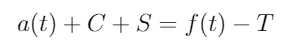 a(t) + C + S = f(t) − T